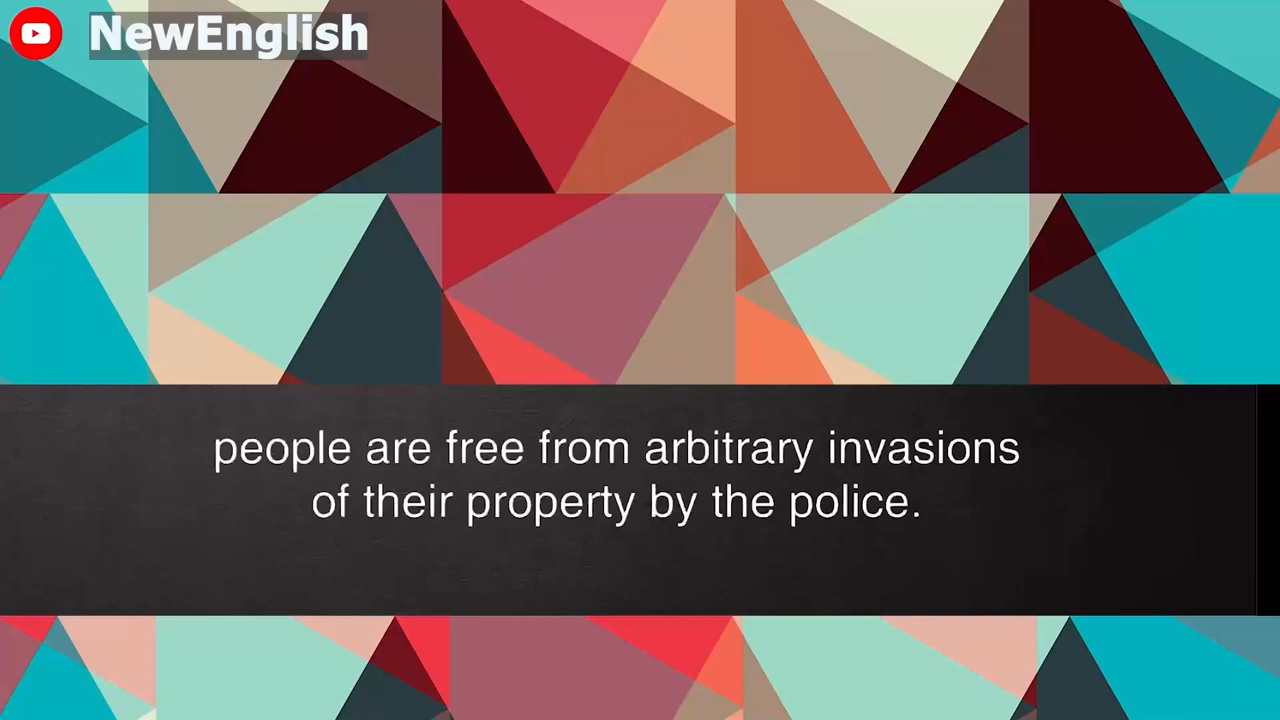 NewEnglish
people are free from arbitrary invasions
of their property by the police.